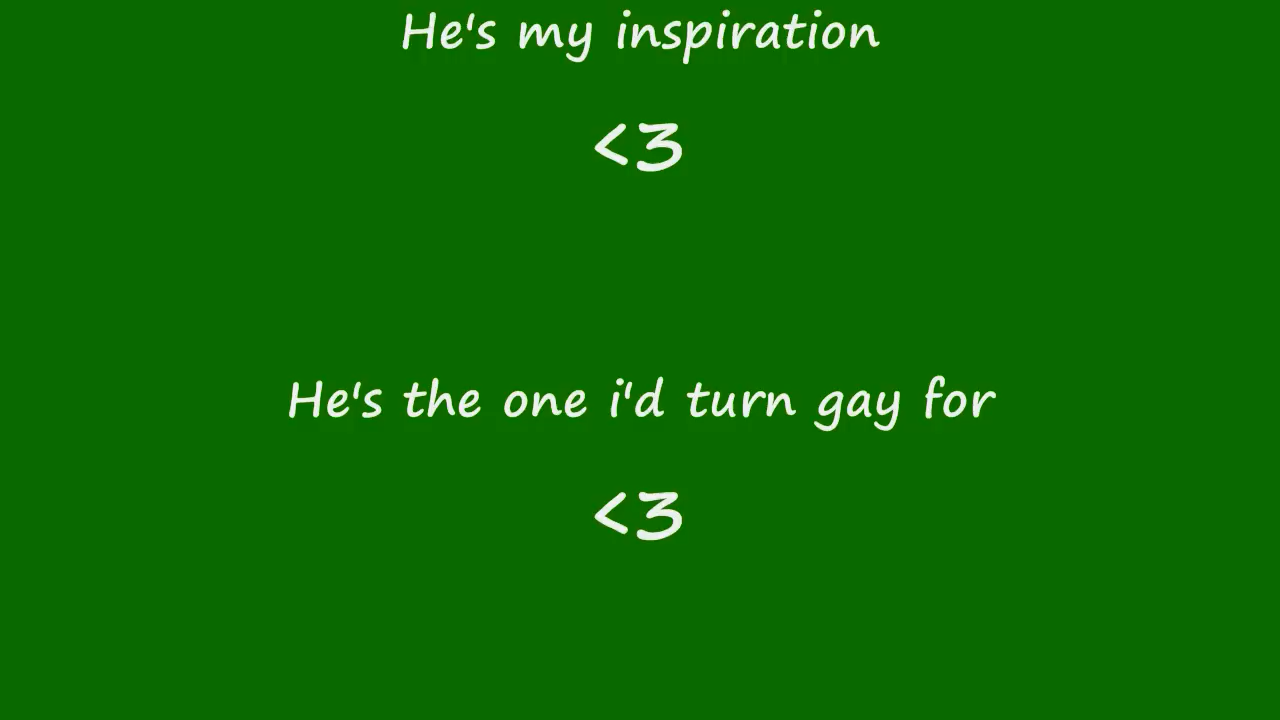 He's my inspiration
<3
He's the one i'd turn gay for
<3